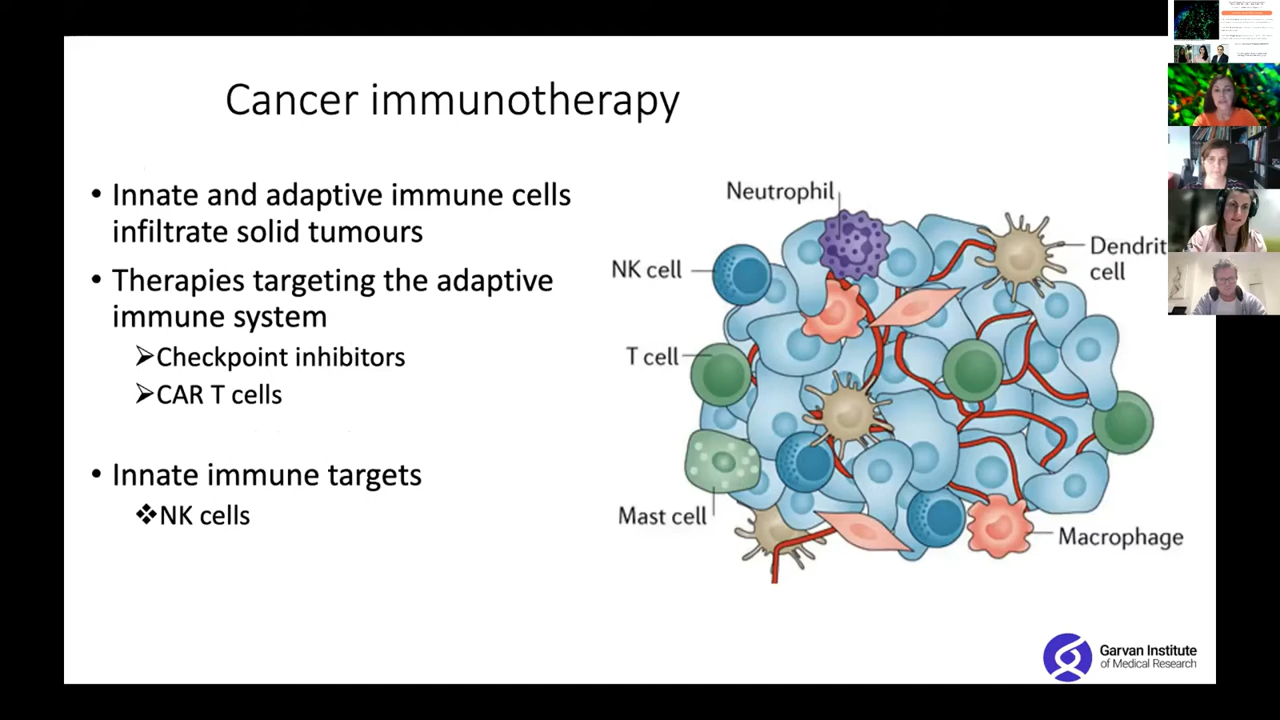 Cancer immunotherapy
• Innate and adaptive immune cells
infiltrate solid tumours
• Therapies targeting the adaptive
immune system
➢Checkpoint inhibitors
➢CAR T cells
• Innate immune targets
❖NK cells
Neutrophil
NK cell
Dendrit
cell
T cell
Mast cell
Macrophage
Garvan Institute
of Medical Research